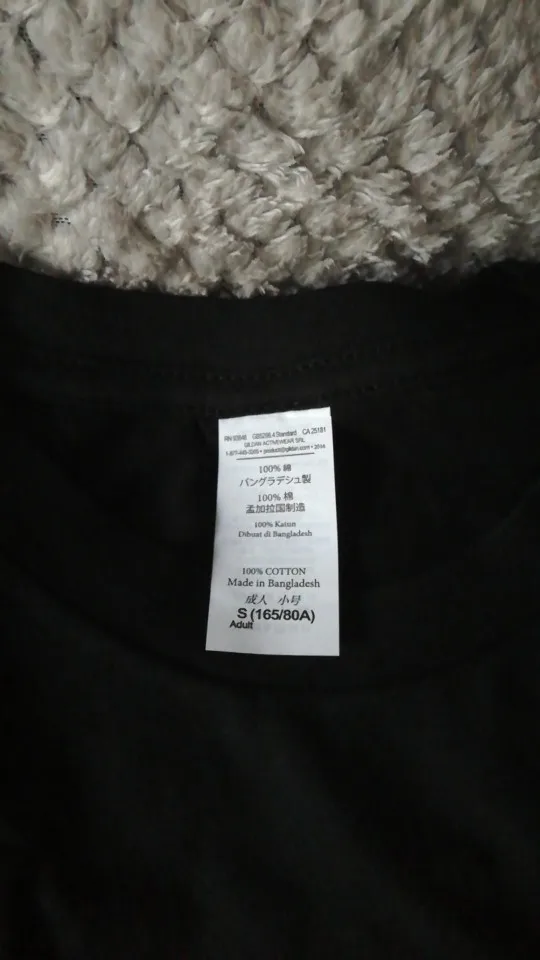 RN 93846 GB5296.4 Standard CA 25181
GILDAN ACTIVEWEAR SRL
100% 綿
バングラデシュ製
100% 棉
孟加拉国制造
100% Katun
Dibuat di Bangladesh
100% COTTON
Made in Bangladesh
成人 小号
S (165/80A)
Adult